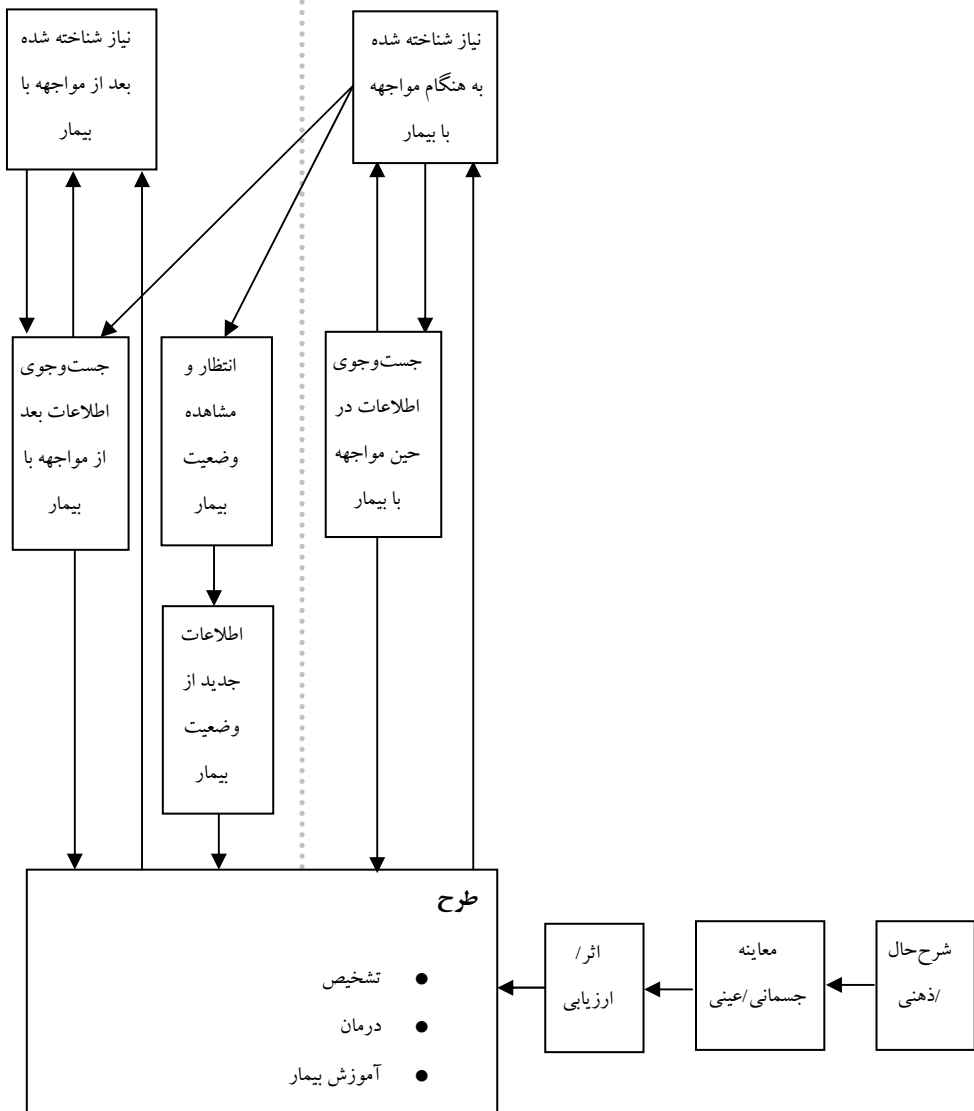 نیاز شناخته شده
به هنگام مواجهه
با بیمار
نیاز شناخته شده
بعد از مواجهه با
بیمار
جست‌وجوی
اطلاعات در
حین مواجهه
با بیمار
انتظار و
مشاهده
وضعیت
بیمار
جست‌وجوی
اطلاعات بعد
از مواجهه با
بیمار
اطلاعات
جدید از
وضعیت
بیمار
شرح‌حال
/ذهنی
معاینه
جسمانی/عینی
اثر/
ارزیابی
طرح
● تشخیص
● درمان
● آموزش بیمار